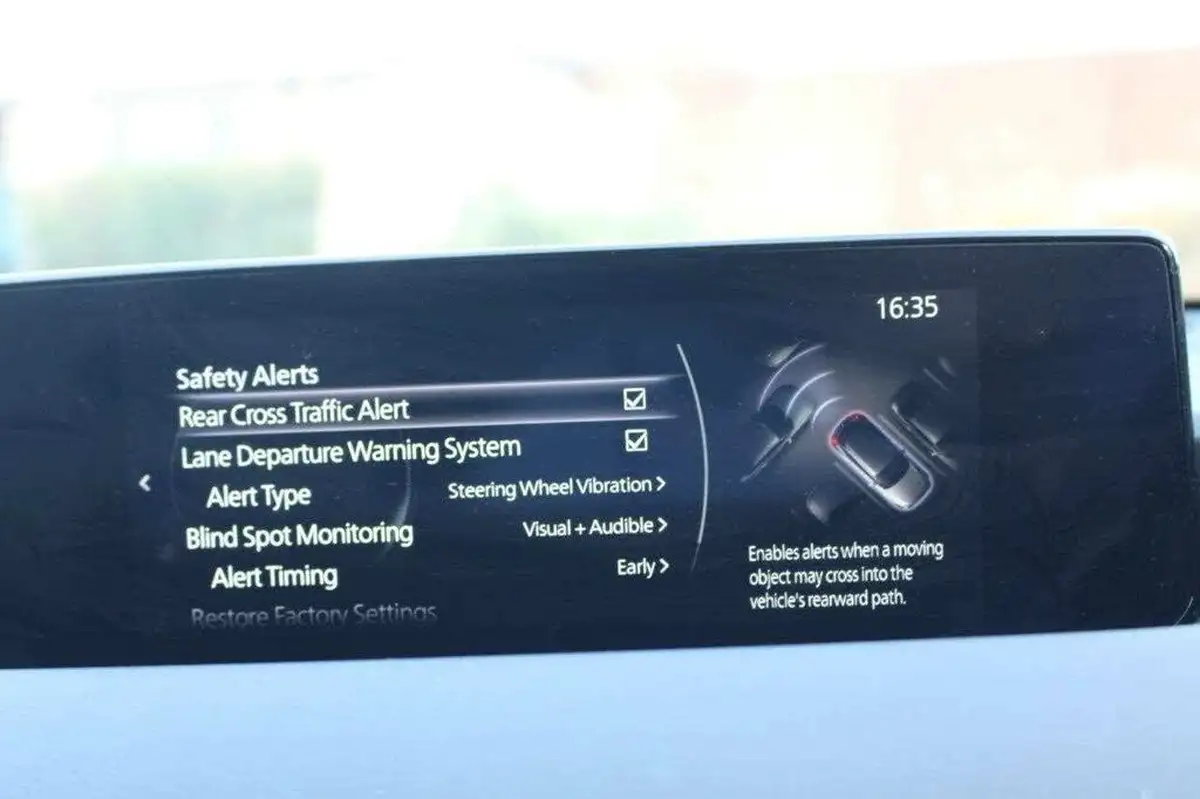 16:35
Safety Alerts
Rear Cross Traffic Alert
Lane Departure Warning System
Alert Type Steering Wheel Vibration >
Blind Spot Monitoring Visual + Audible >
Alert Timing Early >
Restore Factory Settings
Enables alerts when a moving
object may cross into the
vehicle's rearward path.